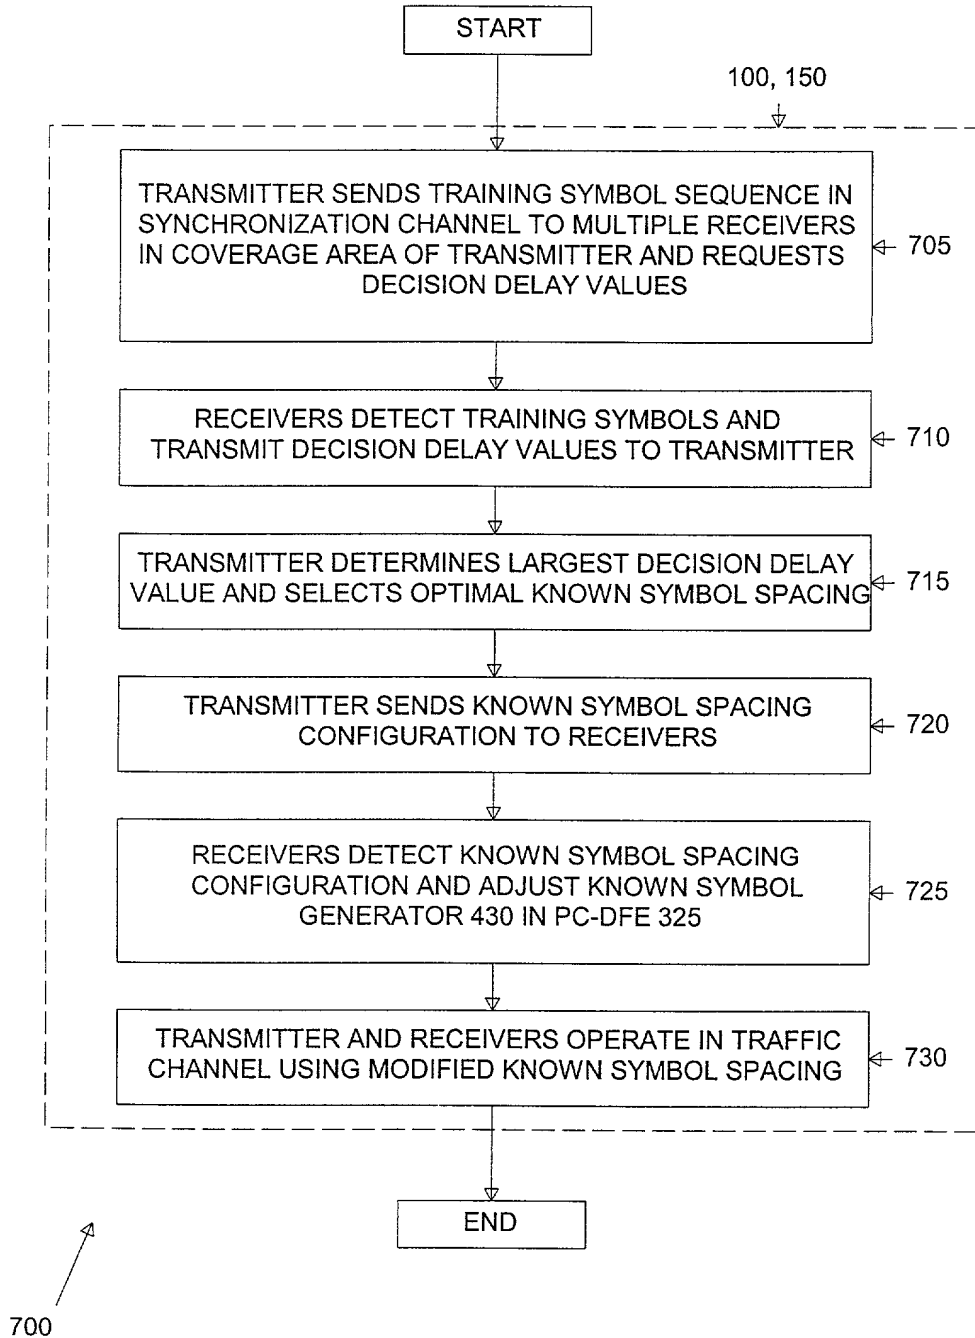 START
100, 150
TRANSMITTER SENDS TRAINING SYMBOL SEQUENCE IN
SYNCHRONIZATION CHANNEL TO MULTIPLE RECEIVERS
IN COVERAGE AREA OF TRANSMITTER AND REQUESTS
DECISION DELAY VALUES
705
RECEIVERS DETECT TRAINING SYMBOLS AND
TRANSMIT DECISION DELAY VALUES TO TRANSMITTER
710
TRANSMITTER DETERMINES LARGEST DECISION DELAY
VALUE AND SELECTS OPTIMAL KNOWN SYMBOL SPACING
715
TRANSMITTER SENDS KNOWN SYMBOL SPACING
CONFIGURATION TO RECEIVERS
720
RECEIVERS DETECT KNOWN SYMBOL SPACING
CONFIGURATION AND ADJUST KNOWN SYMBOL
GENERATOR 430 IN PC-DFE 325
725
TRANSMITTER AND RECEIVERS OPERATE IN TRAFFIC
CHANNEL USING MODIFIED KNOWN SYMBOL SPACING
730
END
700